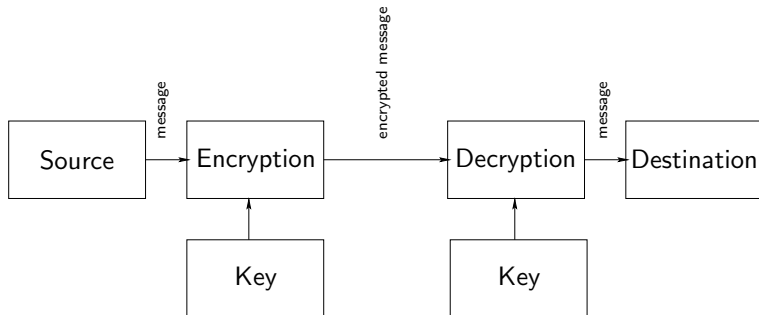 message
encrypted message
message
Source
Encryption
Decryption
Destination
Key
Key